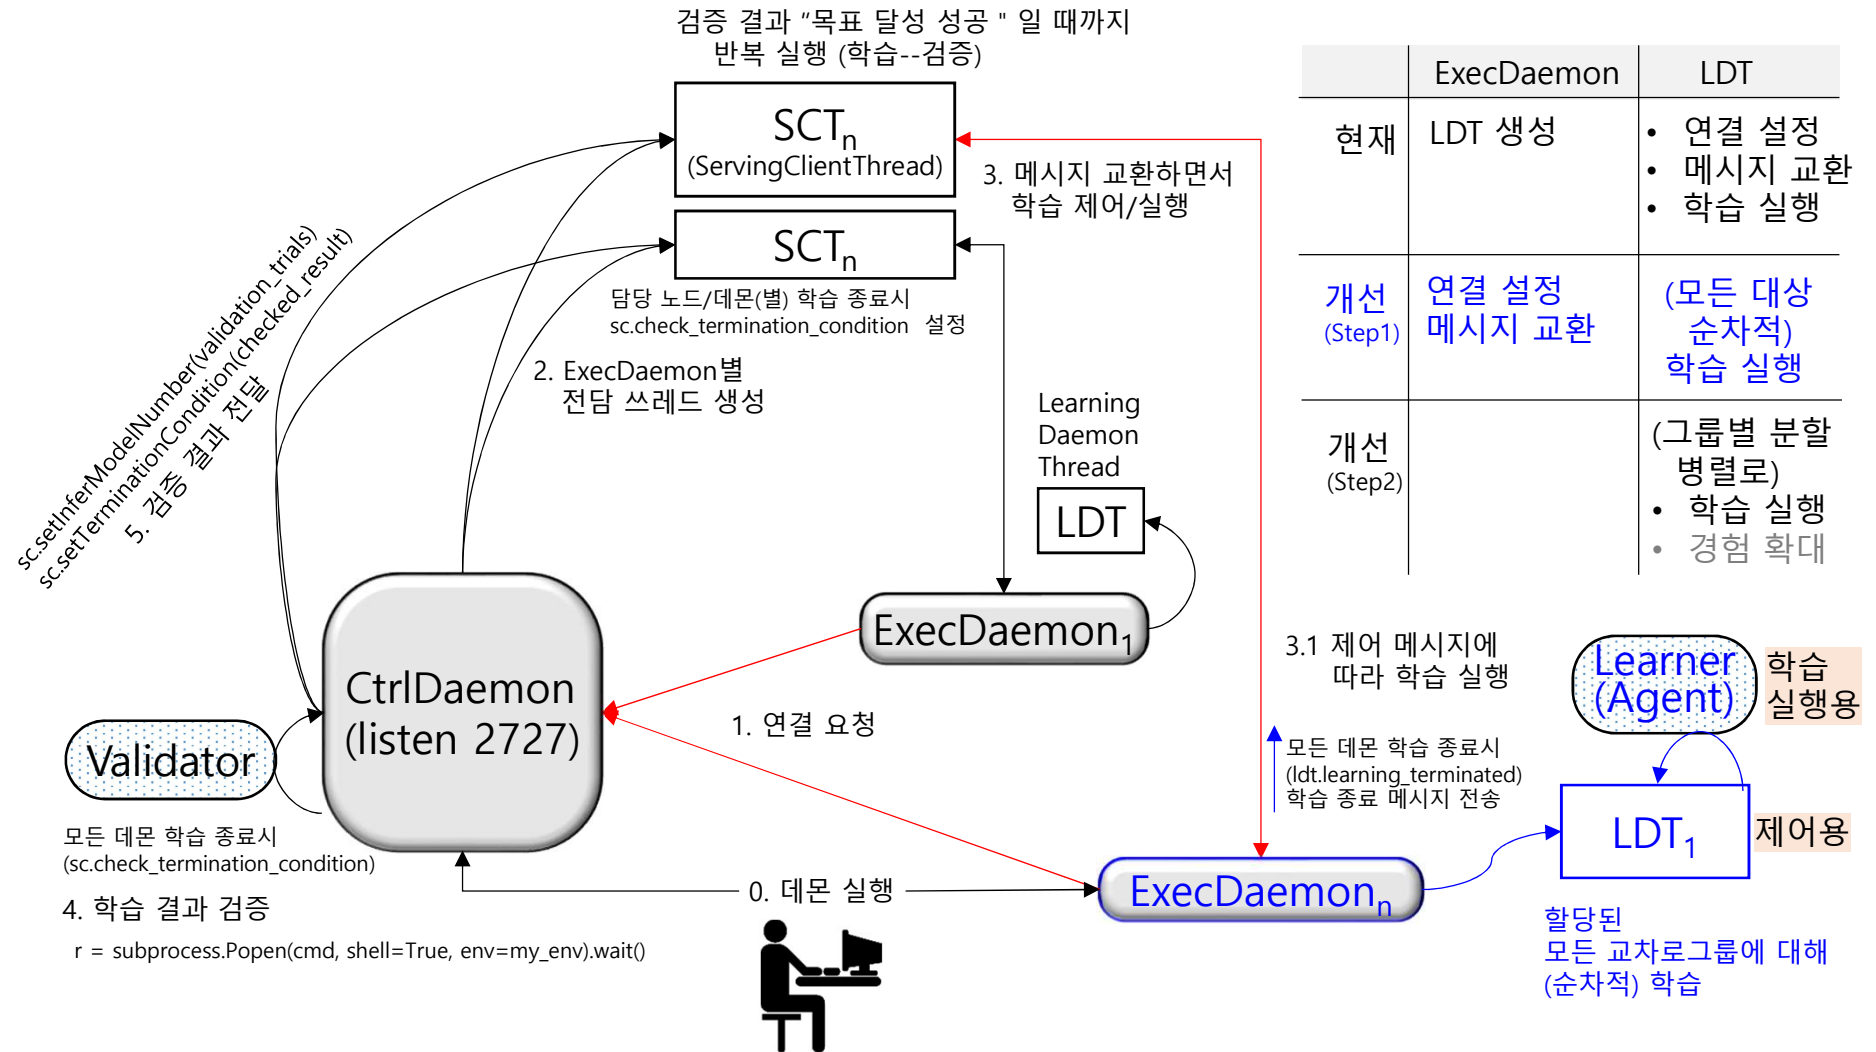 검증 결과 “목표 달성 성공 " 일 때까지
반복 실행 (학습--검증)
SCTn
(ServingClientThread)
SCTn
담당 노드/데몬(별) 학습 종료시
sc.check_termination_condition 설정
3. 메시지 교환하면서
학습 제어/실행
2. ExecDaemon별
전담 쓰레드 생성
sc.setInferModelNumber(validation_trials)
sc.setTerminationCondition(checked_result)
5. 검증 결과 전달
Learning
Daemon
Thread
LDT
ExecDaemon1
CtrlDaemon
(listen 2727)
Validator
모든 데몬 학습 종료시
(sc.check_termination_condition)
4. 학습 결과 검증
r = subprocess.Popen(cmd, shell=True, env=my_env).wait()
1. 연결 요청
0. 데몬 실행
ExecDaemonn
3.1 제어 메시지에
따라 학습 실행
모든 데몬 학습 종료시
(ldt.learning_terminated)
학습 종료 메시지 전송
Learner
(Agent)
학습
실행용
LDT1
제어용
할당된
모든 교차로그룹에 대해
(순차적) 학습
ExecDaemon LDT
현재 LDT 생성 • 연결 설정
• 메시지 교환
• 학습 실행
개선 연결 설정 (모든 대상
(Step1) 메시지 교환 순차적)
학습 실행
개선 (그룹별 분할
(Step2) 병렬로)
• 학습 실행
• 경험 확대